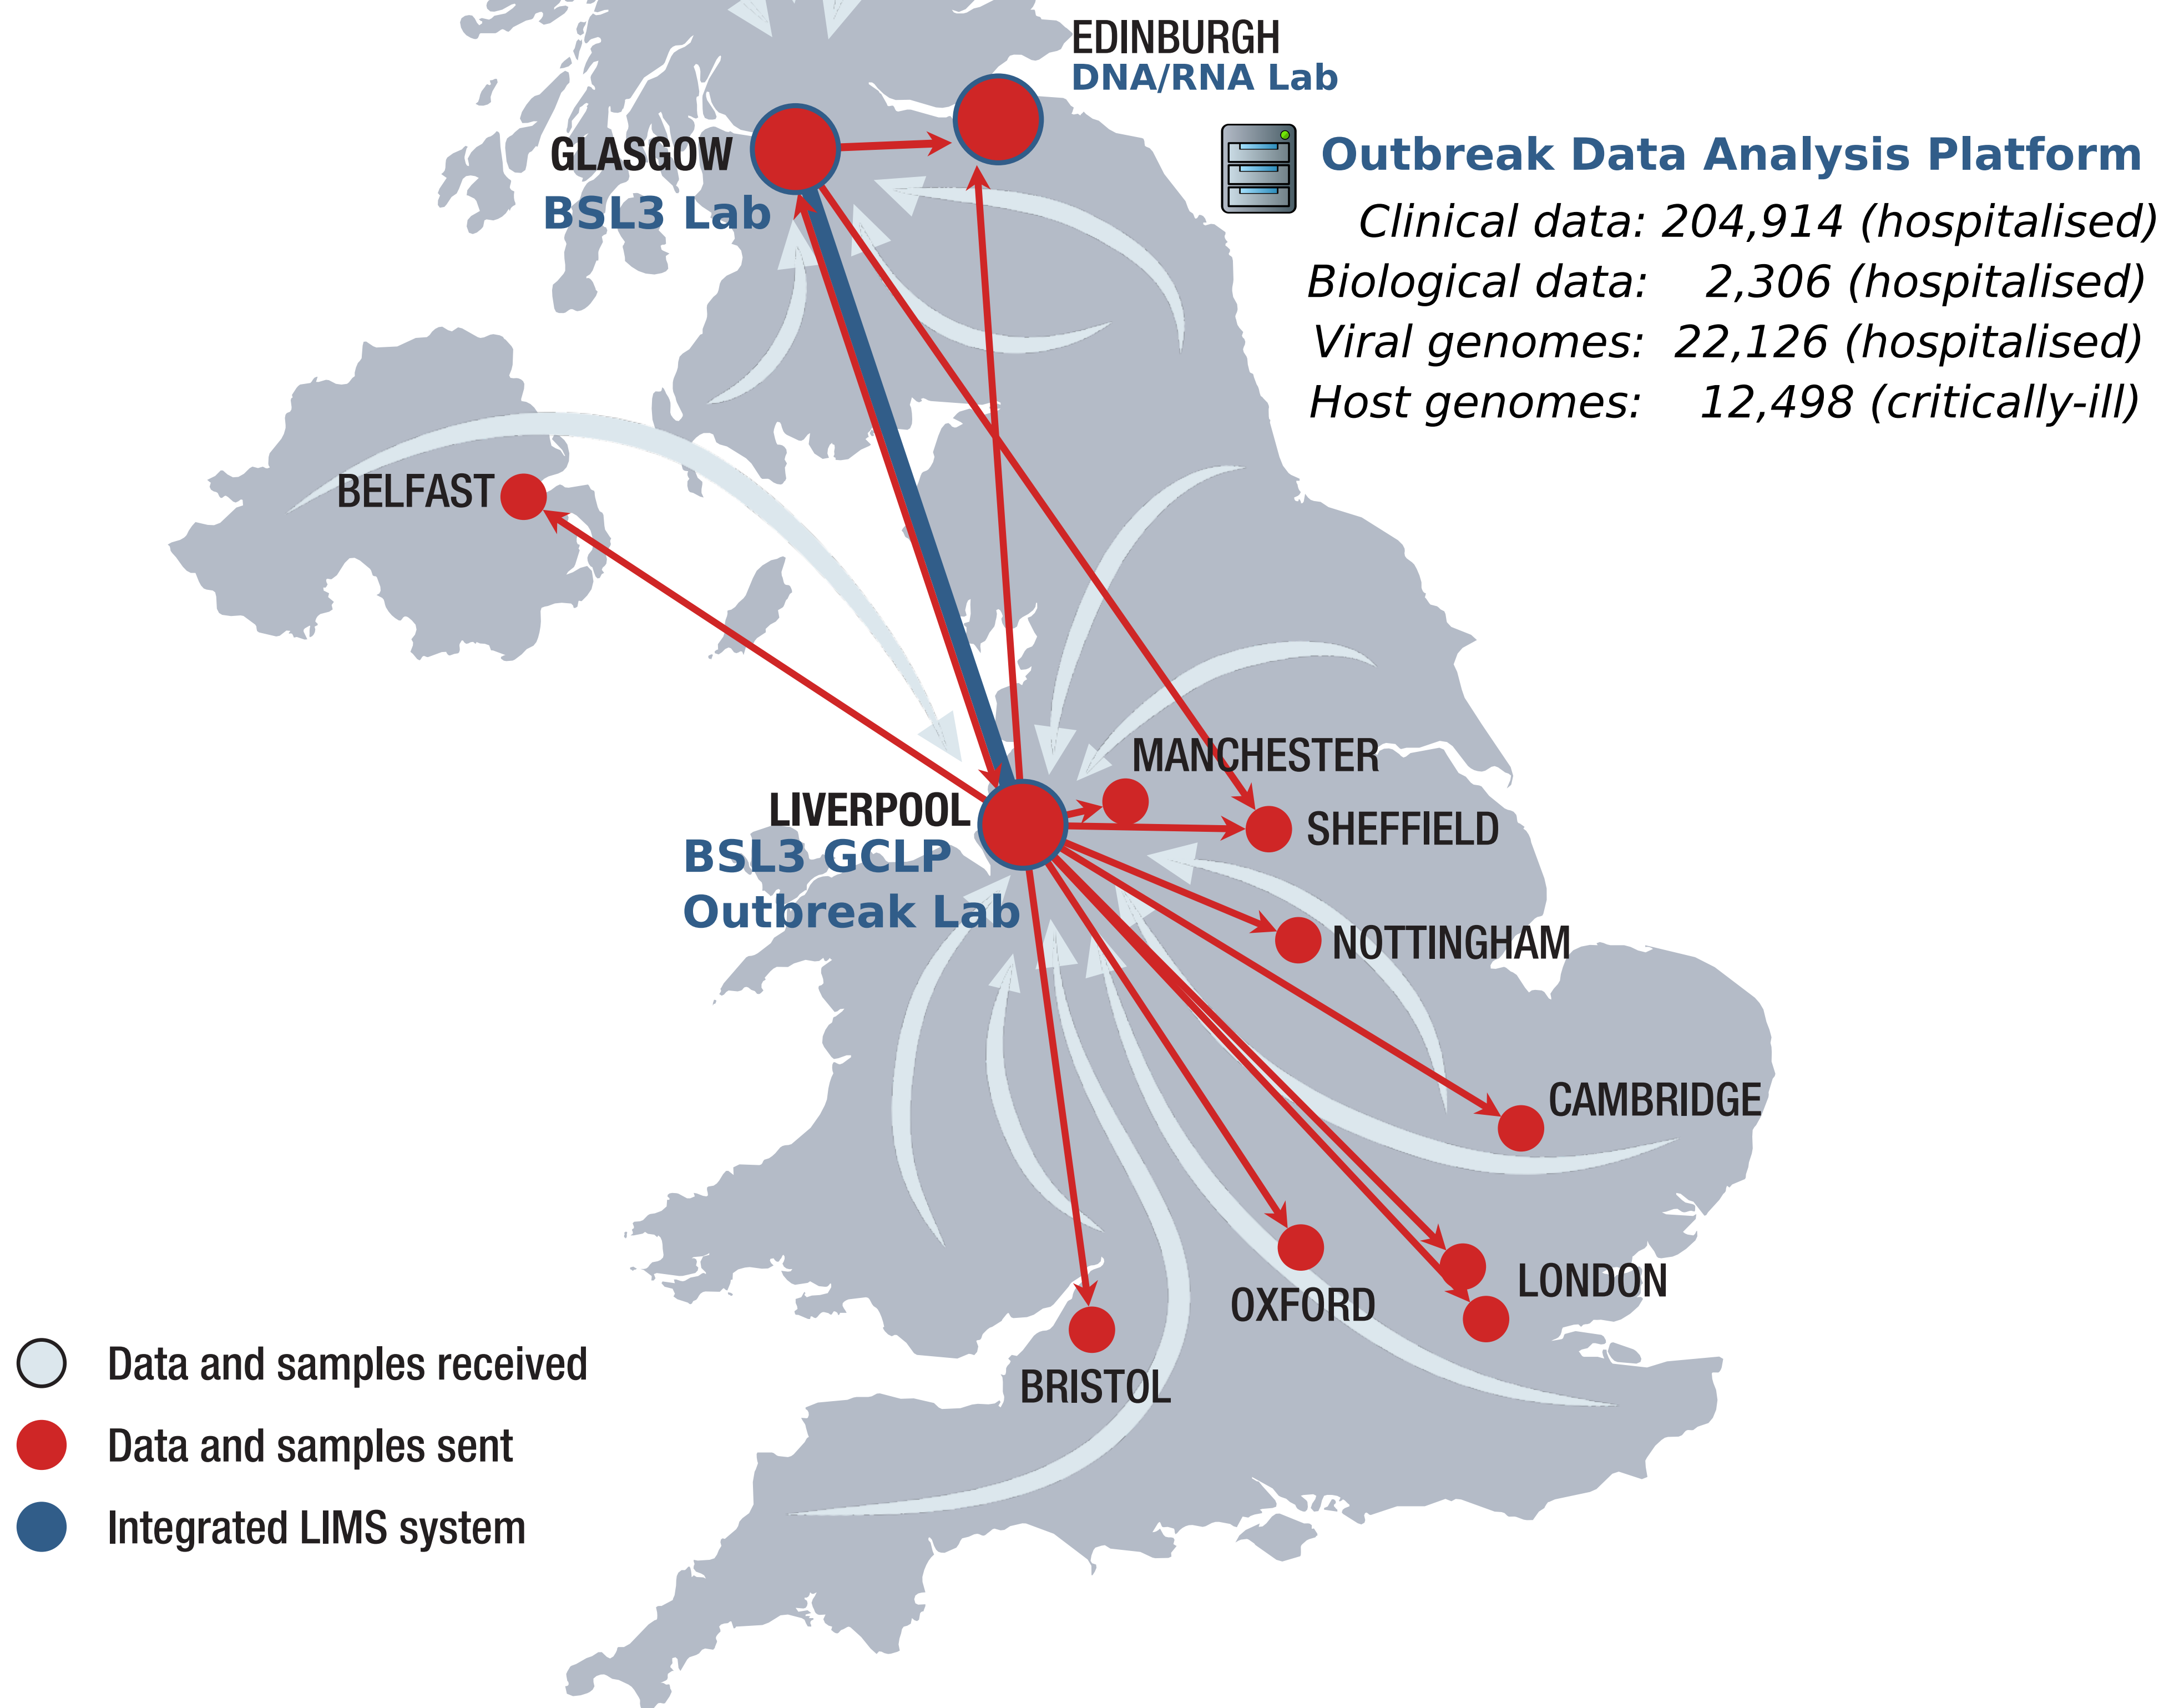 EDINBURGH
DNA/RNA Lab
GLASGOW
BSL3 Lab
Outbreak Data Analysis Platform
Clinical data: 204,914 (hospitalised)
Biological data: 2,306 (hospitalised)
Viral genomes: 22,126 (hospitalised)
Host genomes: 12,498 (critically-ill)
BELFAST
MANCHESTER
LIVERPOOL
BSL3 GCLP
Outbreak Lab
SHEFFIELD
NOTTINGHAM
CAMBRIDGE
LONDON
OXFORD
BRISTOL
Data and samples received
Data and samples sent
Integrated LIMS system